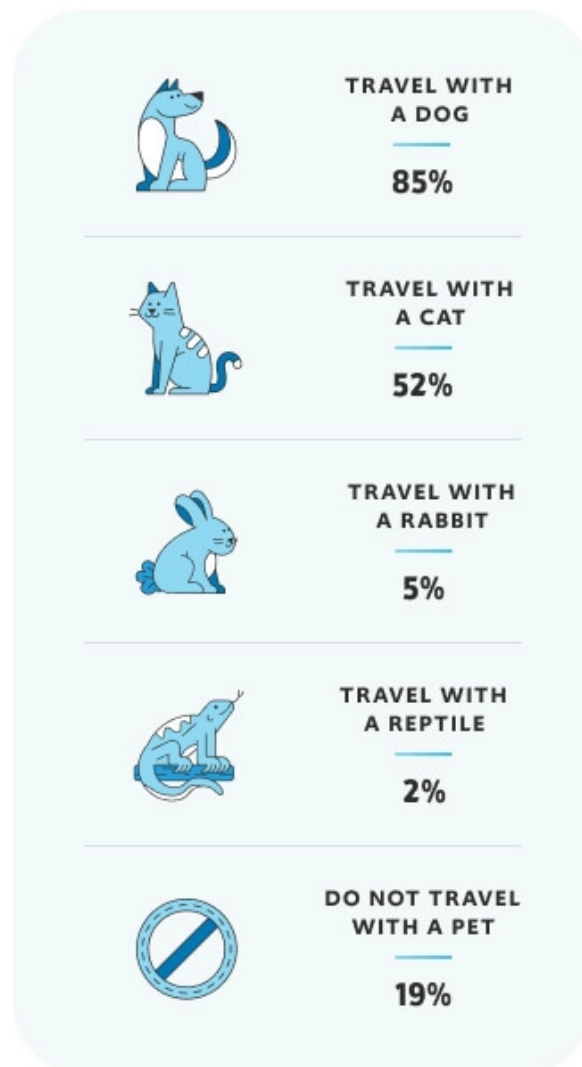 TRAVEL WITH
A DOG
85%
TRAVEL WITH
A CAT
52%
TRAVEL WITH
A RABBIT
5%
TRAVEL WITH
A REPTILE
2%
DO NOT TRAVEL
WITH A PET
19%